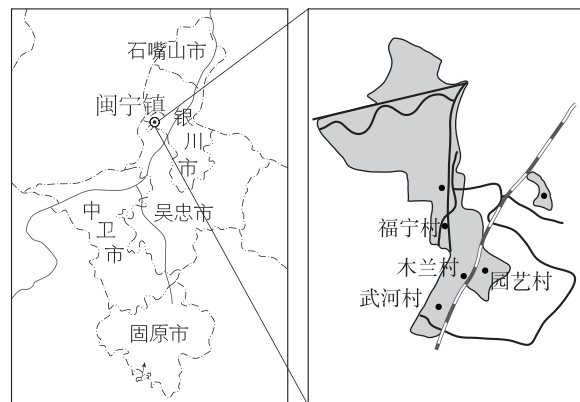 石嘴山市
闽宁镇
银川市
吴忠市
中卫市
固原市
福宁村
木兰村
园艺村
武河村